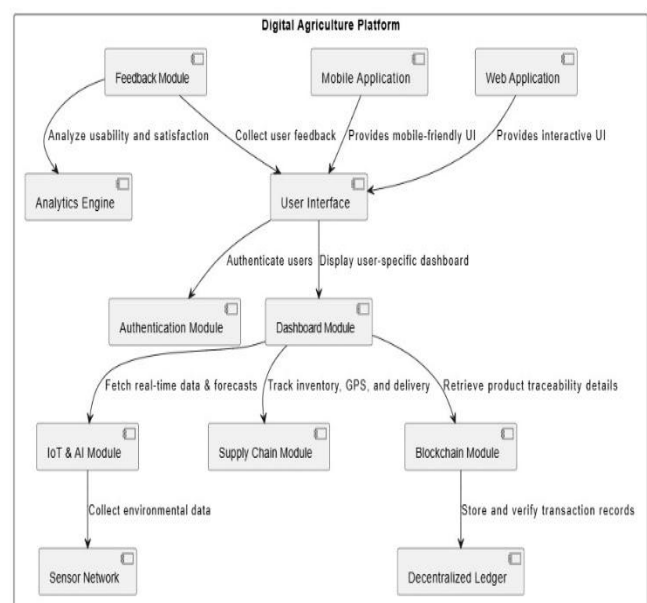 Digital Agriculture Platform
Feedback Module
Mobile Application
Web Application
Analyze usability and satisfaction
Collect user feedback
Provides mobile-friendly UI
Provides interactive UI
Analytics Engine
User Interface
Authenticate users
Display user-specific dashboard
Authentication Module
Dashboard Module
Fetch real-time data & forecasts
Track inventory, GPS, and delivery
Retrieve product traceability details
IoT & AI Module
Supply Chain Module
Blockchain Module
Collect environmental data
Store and verify transaction records
Sensor Network
Decentralized Ledger